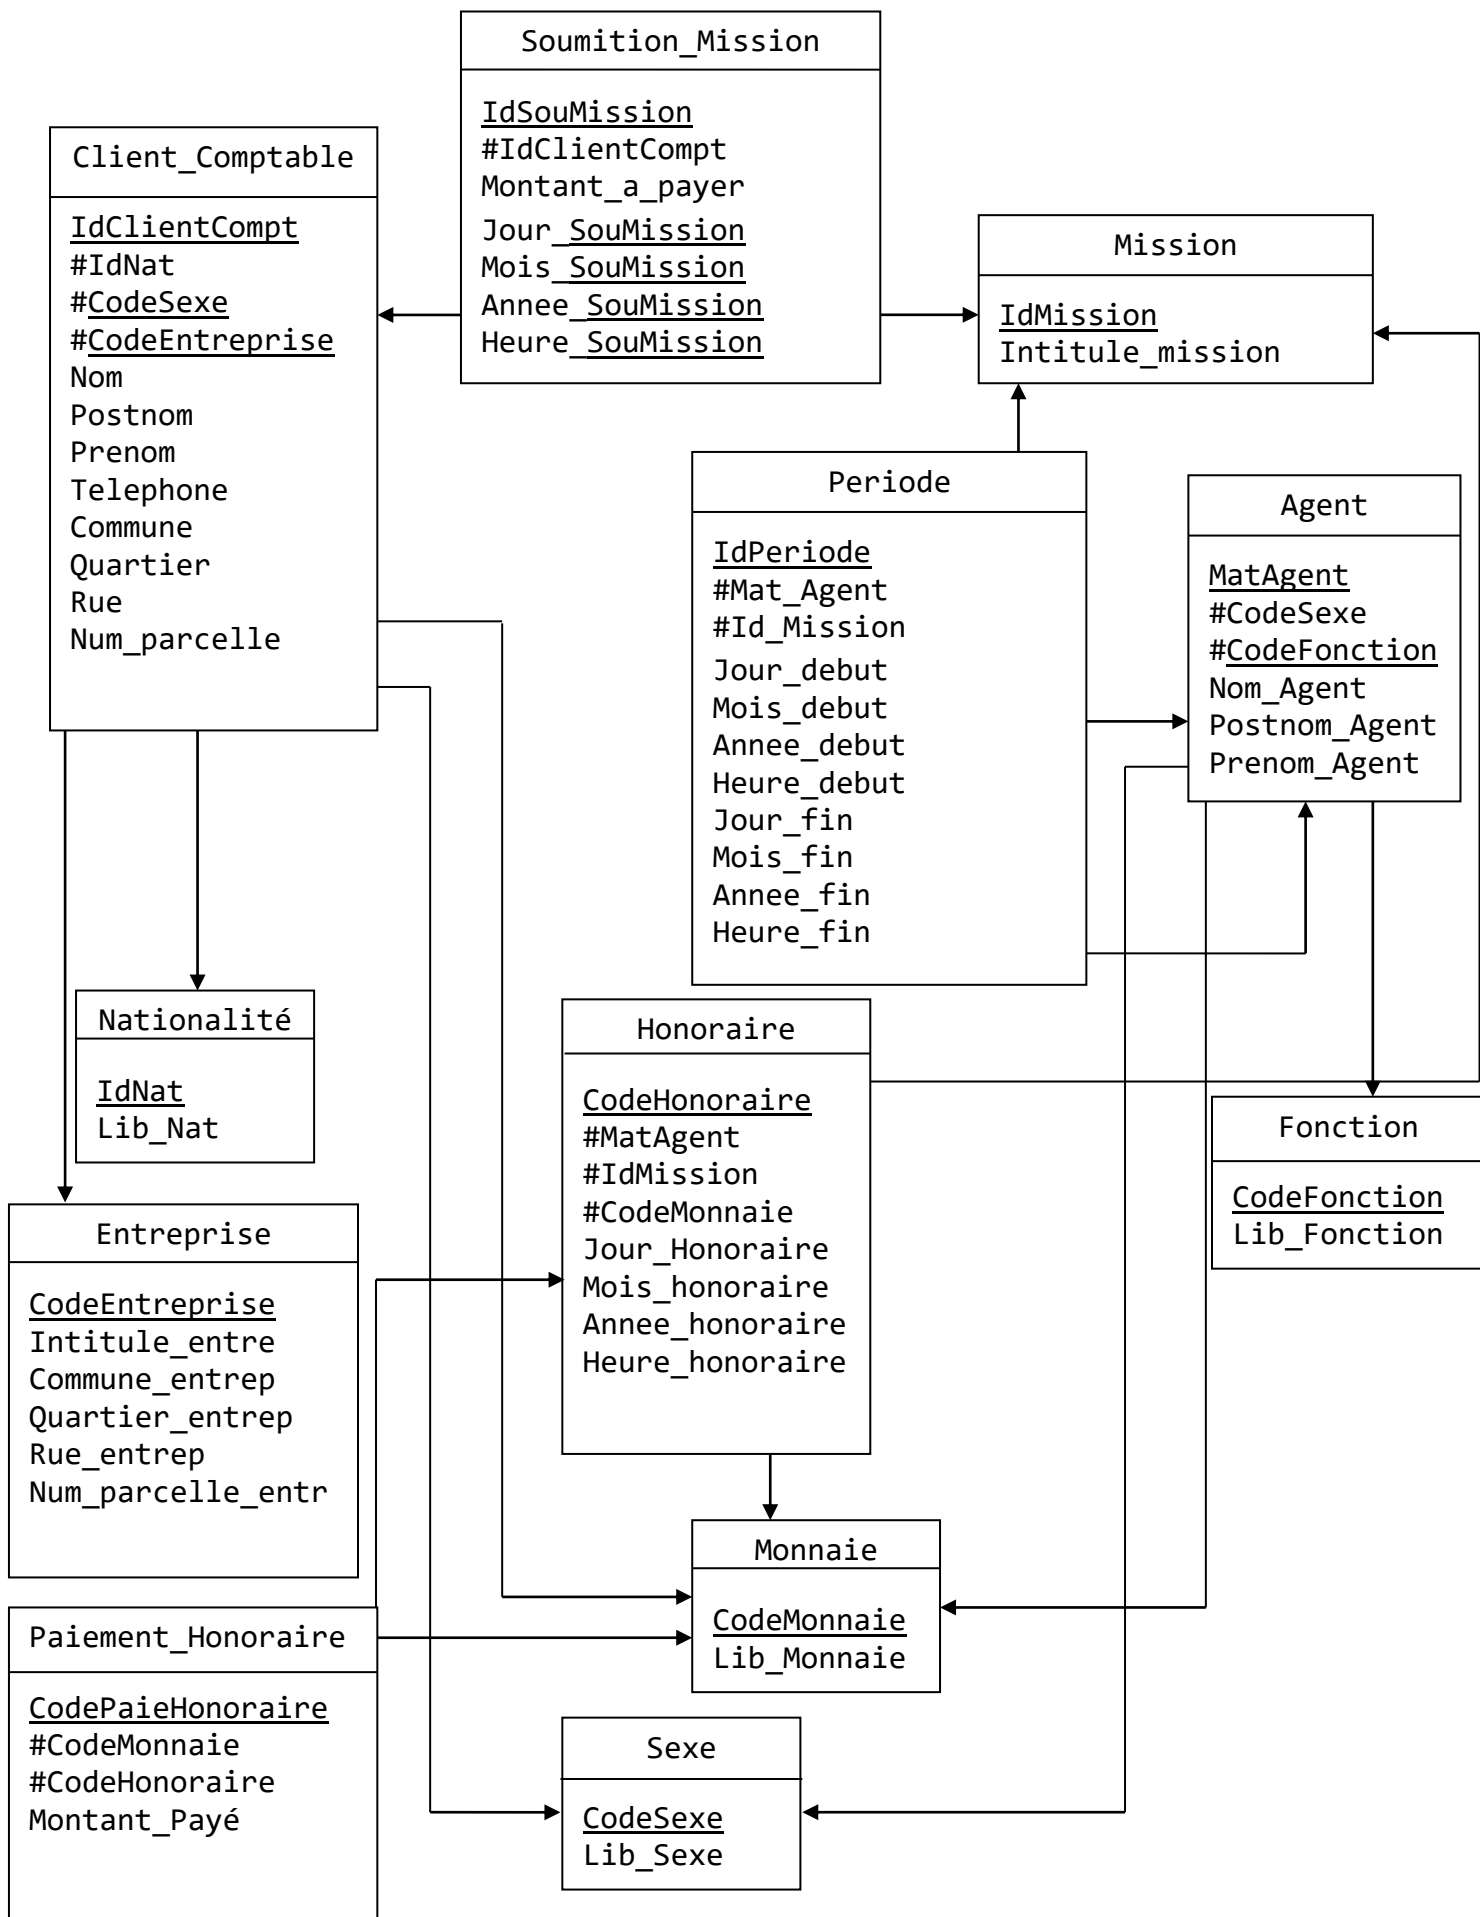 Soumition_Mission
IdSouMission
#IdClientCompt
Montant_a_payer
Jour_SouMission
Mois_SouMission
Annee_SouMission
Heure_SouMission
Client_Comptable
IdClientCompt
#IdNat
#CodeSexe
#CodeEntreprise
Nom
Postnom
Prenom
Telephone
Commune
Quartier
Rue
Num_parcelle
Mission
IdMission
Intitule_mission
Periode
IdPeriode
#Mat_Agent
#Id_Mission
Jour_debut
Mois_debut
Annee_debut
Heure_debut
Jour_fin
Mois_fin
Annee_fin
Heure_fin
Agent
MatAgent
#CodeSexe
#CodeFonction
Nom_Agent
Postnom_Agent
Prenom_Agent
Nationalité
IdNat
Lib_Nat
Honoraire
CodeHonoraire
#MatAgent
#IdMission
#CodeMonnaie
Jour_Honoraire
Mois_honoraire
Annee_honoraire
Heure_honoraire
Fonction
CodeFonction
Lib_Fonction
Entreprise
CodeEntreprise
Intitule_entre
Commune_entrep
Quartier_entrep
Rue_entrep
Num_parcelle_entr
Monnaie
CodeMonnaie
Lib_Monnaie
Paiement_Honoraire
CodePaieHonoraire
#CodeMonnaie
#CodeHonoraire
Montant_Payé
Sexe
CodeSexe
Lib_Sexe